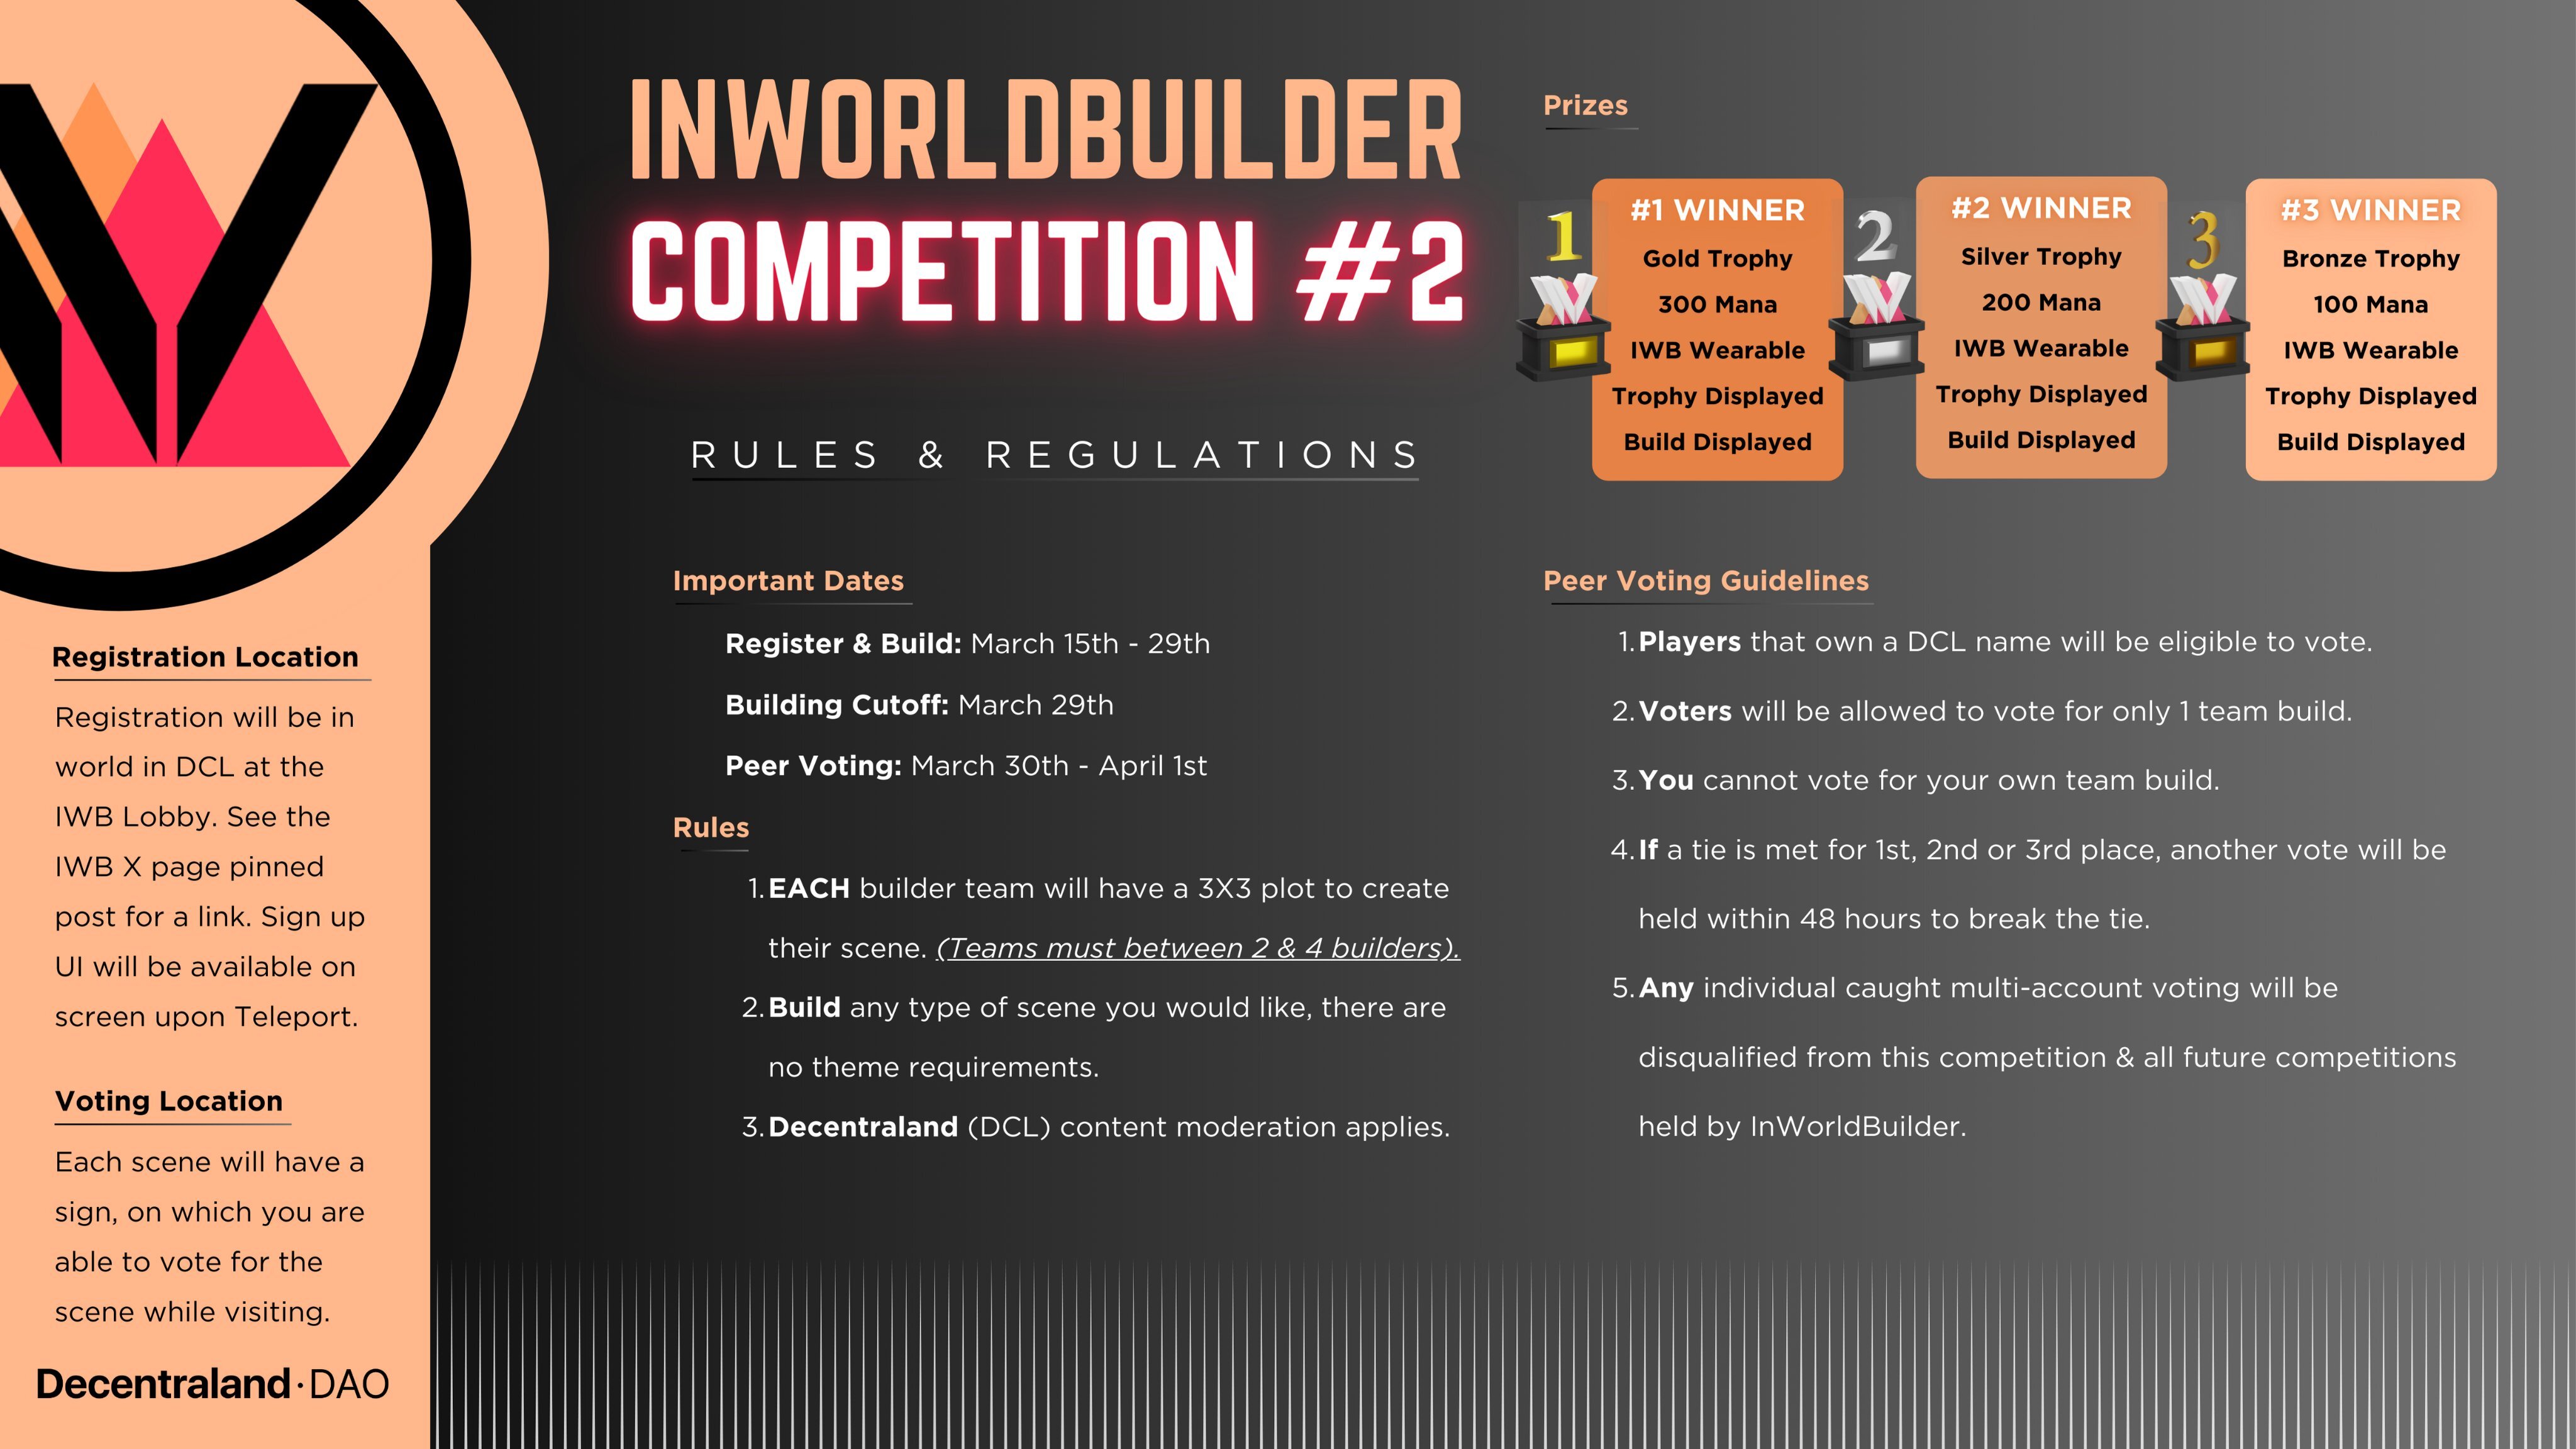 INWORLDBUILDER
COMPETITION #2
RULES & REGULATIONS
Registration Location
Registration will be in
world in DCL at the
IWB Lobby. See the
IWB X page pinned
post for a link. Sign up
UI will be available on
screen upon Teleport.
Voting Location
Each scene will have a
sign, on which you are
able to vote for the
scene while visiting.
Decentraland·DAO
Important Dates
Register & Build: March 15th - 29th
Building Cutoff: March 29th
Peer Voting: March 30th - April 1st
Rules
1. EACH builder team will have a 3X3 plot to create
their scene. (Teams must between 2 & 4 builders).
2. Build any type of scene you would like, there are
no theme requirements.
3. Decentraland (DCL) content moderation applies.
Prizes
1
#1 WINNER
Gold Trophy
300 Mana
IWB Wearable
Trophy Displayed
Build Displayed
2
#2 WINNER
Silver Trophy
200 Mana
IWB Wearable
Trophy Displayed
Build Displayed
3
#3 WINNER
Bronze Trophy
100 Mana
IWB Wearable
Trophy Displayed
Build Displayed
Peer Voting Guidelines
1. Players that own a DCL name will be eligible to vote.
2. Voters will be allowed to vote for only 1 team build.
3. You cannot vote for your own team build.
4. If a tie is met for 1st, 2nd or 3rd place, another vote will be
held within 48 hours to break the tie.
5. Any individual caught multi-account voting will be
disqualified from this competition & all future competitions
held by InWorldBuilder.